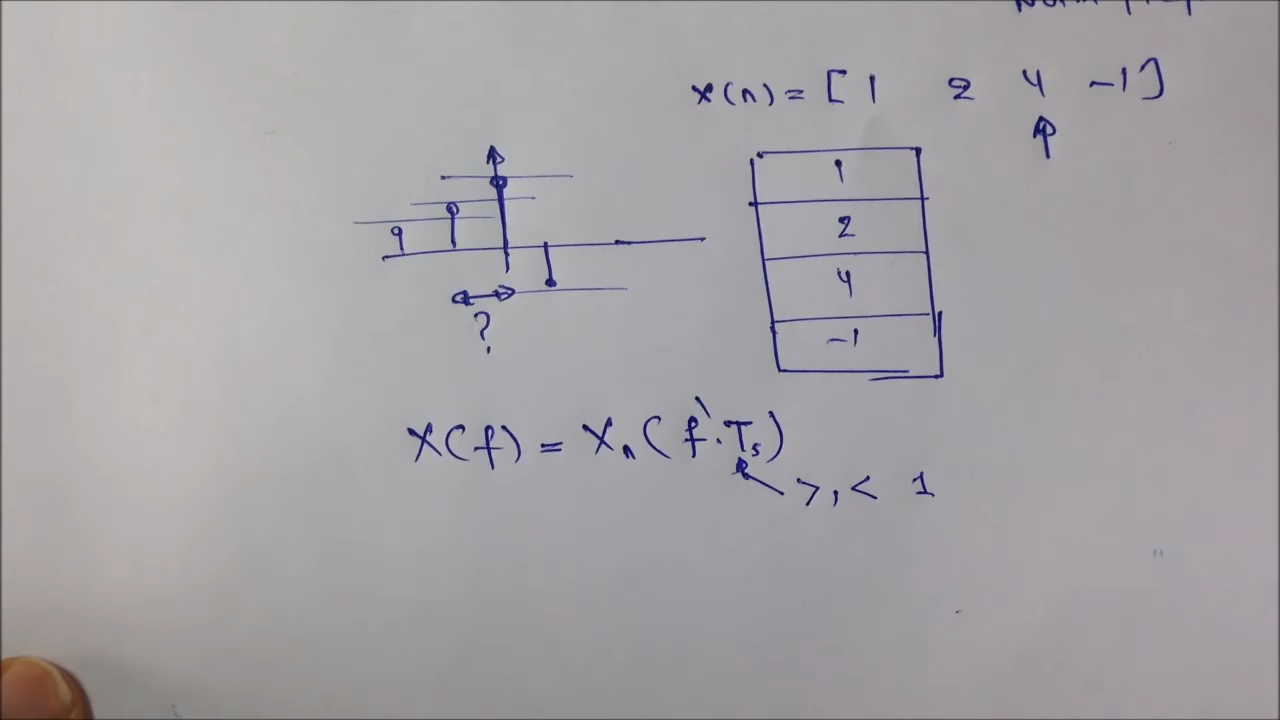 x(n) = [ 1 2 4 -1 ]
1
2
4
-1
?
X(f) = Xₙ(f'.Tₛ)
>, < 1